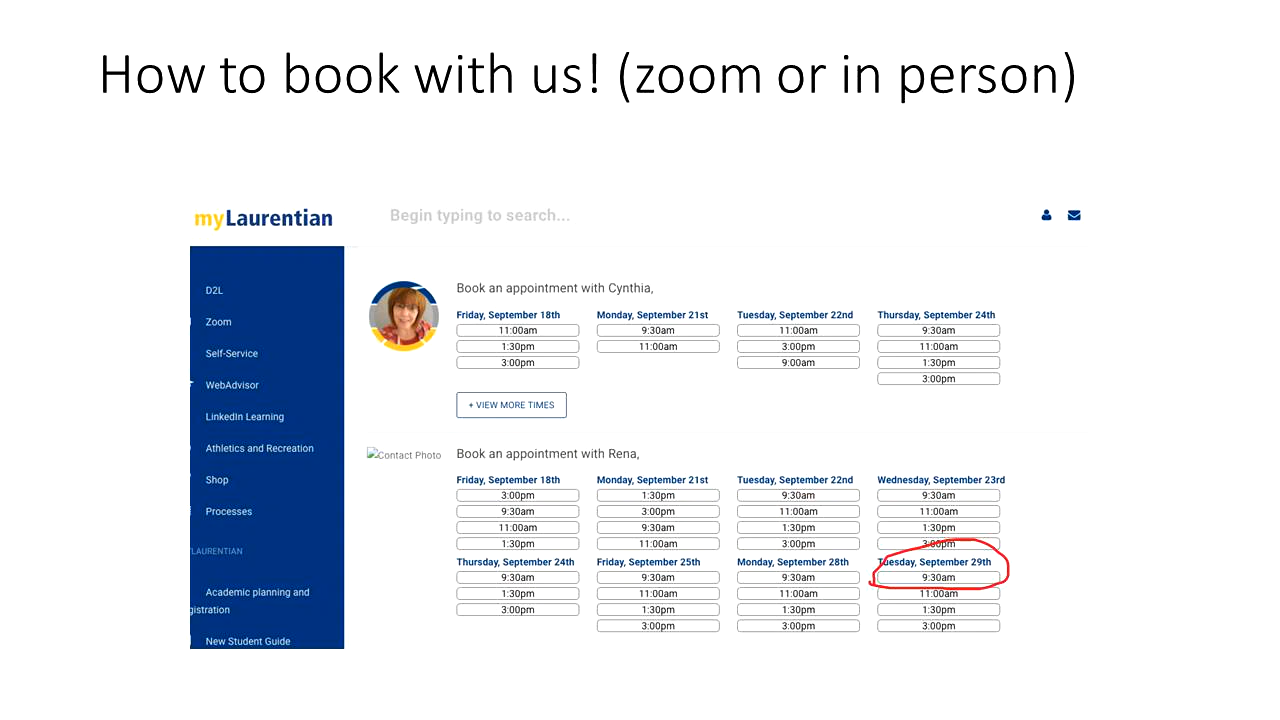 How to book with us! (zoom or in person)
myLaurentian
Begin typing to search...
D2L
Zoom
Self-Service
WebAdvisor
LinkedIn Learning
Athletics and Recreation
Shop
Processes
LAURENTIAN
Academic planning and
gistration
New Student Guide
Book an appointment with Cynthia,
Friday, September 18th Monday, September 21st Tuesday, September 22nd Thursday, September 24th
11:00am 9:30am 11:00am 9:30am
1:30pm 11:00am 3:00pm 11:00am
3:00pm 9:00am 1:30pm
3:00pm
+ VIEW MORE TIMES
Contact Photo
Book an appointment with Rena,
Friday, September 18th Monday, September 21st Tuesday, September 22nd Wednesday, September 23rd
3:00pm 1:30pm 9:30am 9:30am
9:30am 3:00pm 11:00am 11:00am
11:00am 9:30am 1:30pm 1:30pm
1:30pm 11:00am 3:00pm 3:00pm
Thursday, September 24th Friday, September 25th Monday, September 28th Tuesday, September 29th
9:30am 9:30am 9:30am 9:30am
1:30pm 11:00am 11:00am 11:00am
3:00pm 1:30pm 1:30pm 1:30pm
3:00pm 3:00pm 3:00pm